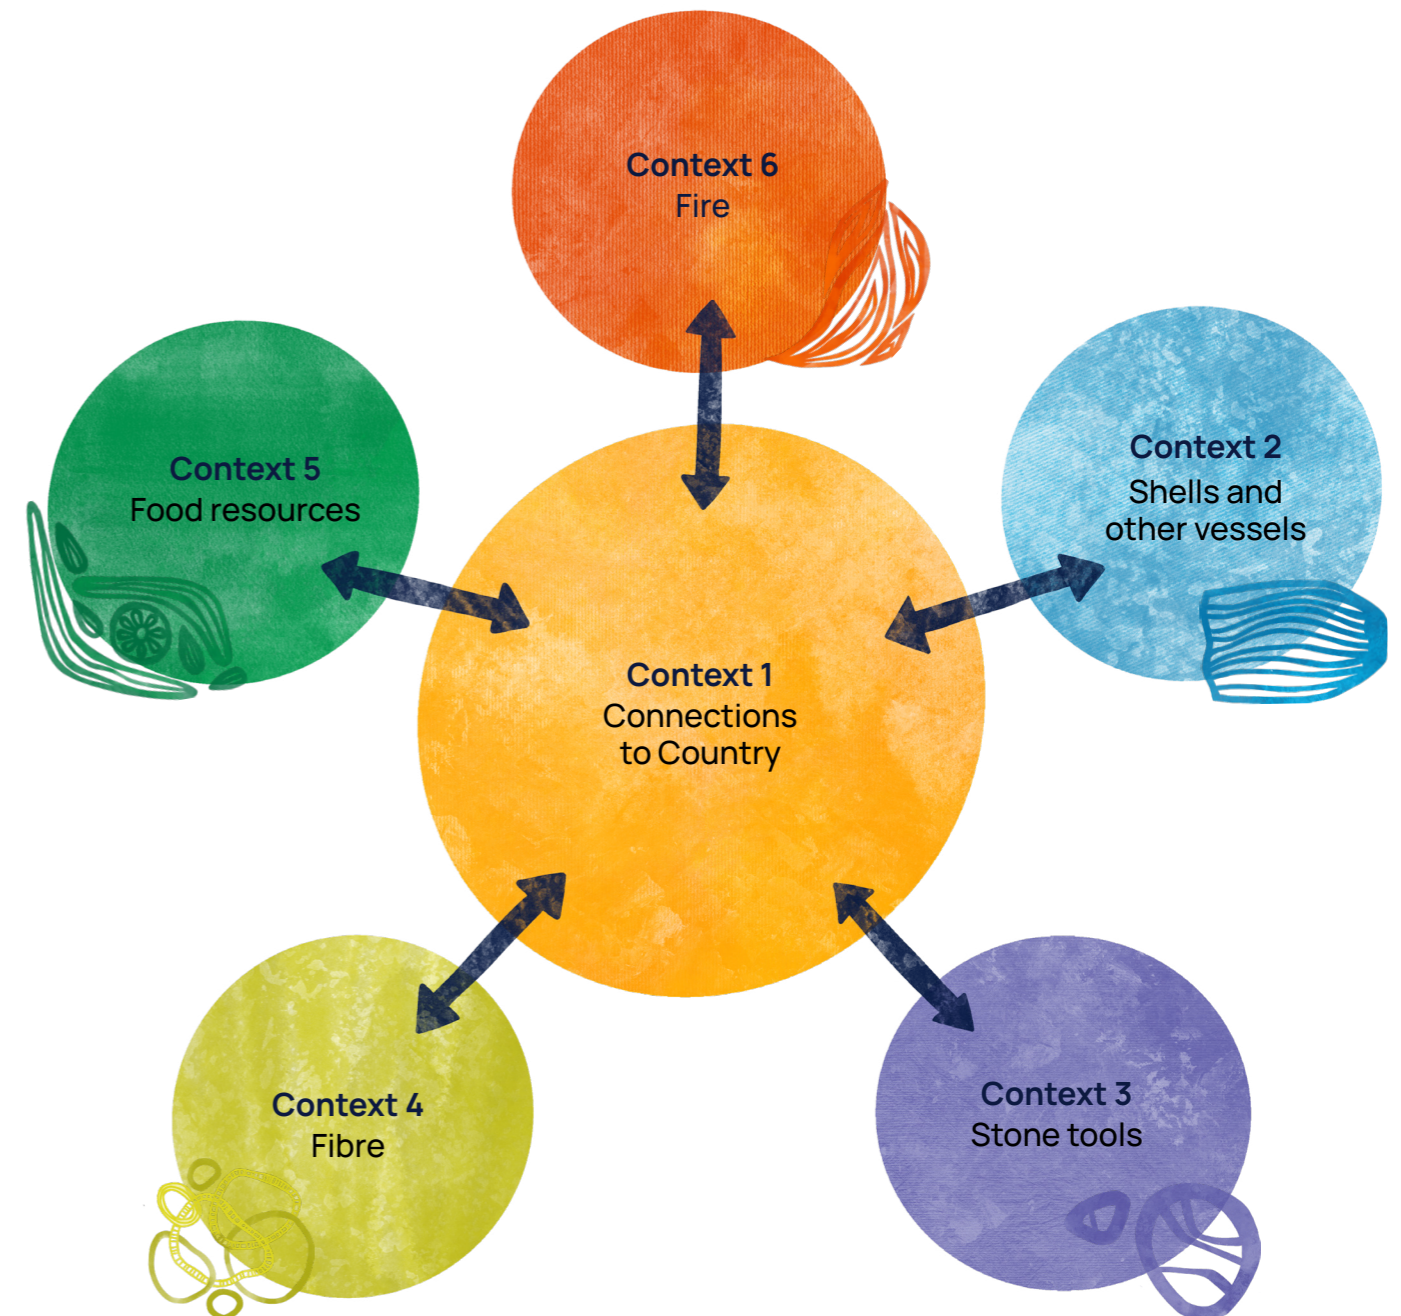 Context 6
Fire
Context 5
Food resources
Context 2
Shells and
other vessels
Context 1
Connections
to Country
Context 4
Fibre
Context 3
Stone tools